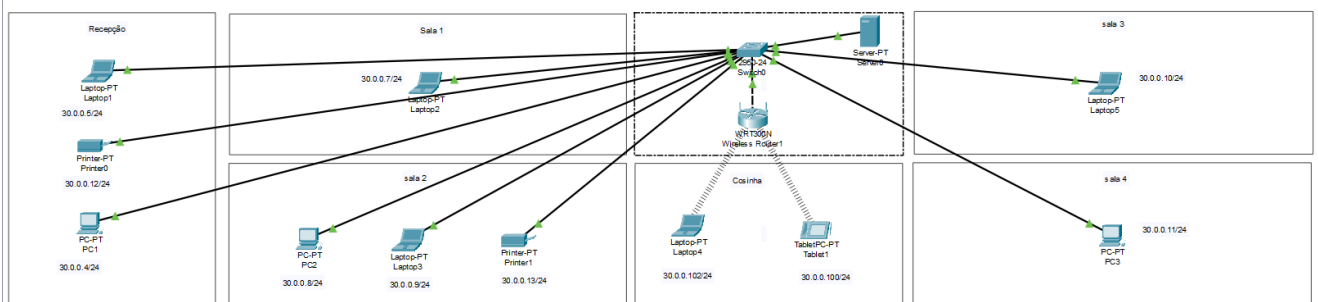 Recepção
Laptop-PT
Laptop1
30.0.0.5/24
Printer-PT
Printer0
30.0.0.12/24
PC-PT
PC1
30.0.0.4/24
Sala 1
30.0.0.7/24
Laptop-PT
Laptop2
sala 2
PC-PT
PC2
30.0.0.8/24
Laptop-PT
Laptop3
30.0.0.9/24
Printer-PT
Printer1
30.0.0.13/24
Server-PT
2950-24
Switch0
WRT300N
Wireless Router1
Cosinha
Laptop-PT
Laptop4
30.0.0.102/24
TabletPC-PT
Tablet1
30.0.0.100/24
sala 3
30.0.0.10/24
Laptop-PT
Laptop5
sala 4
30.0.0.11/24
PC-PT
PC3